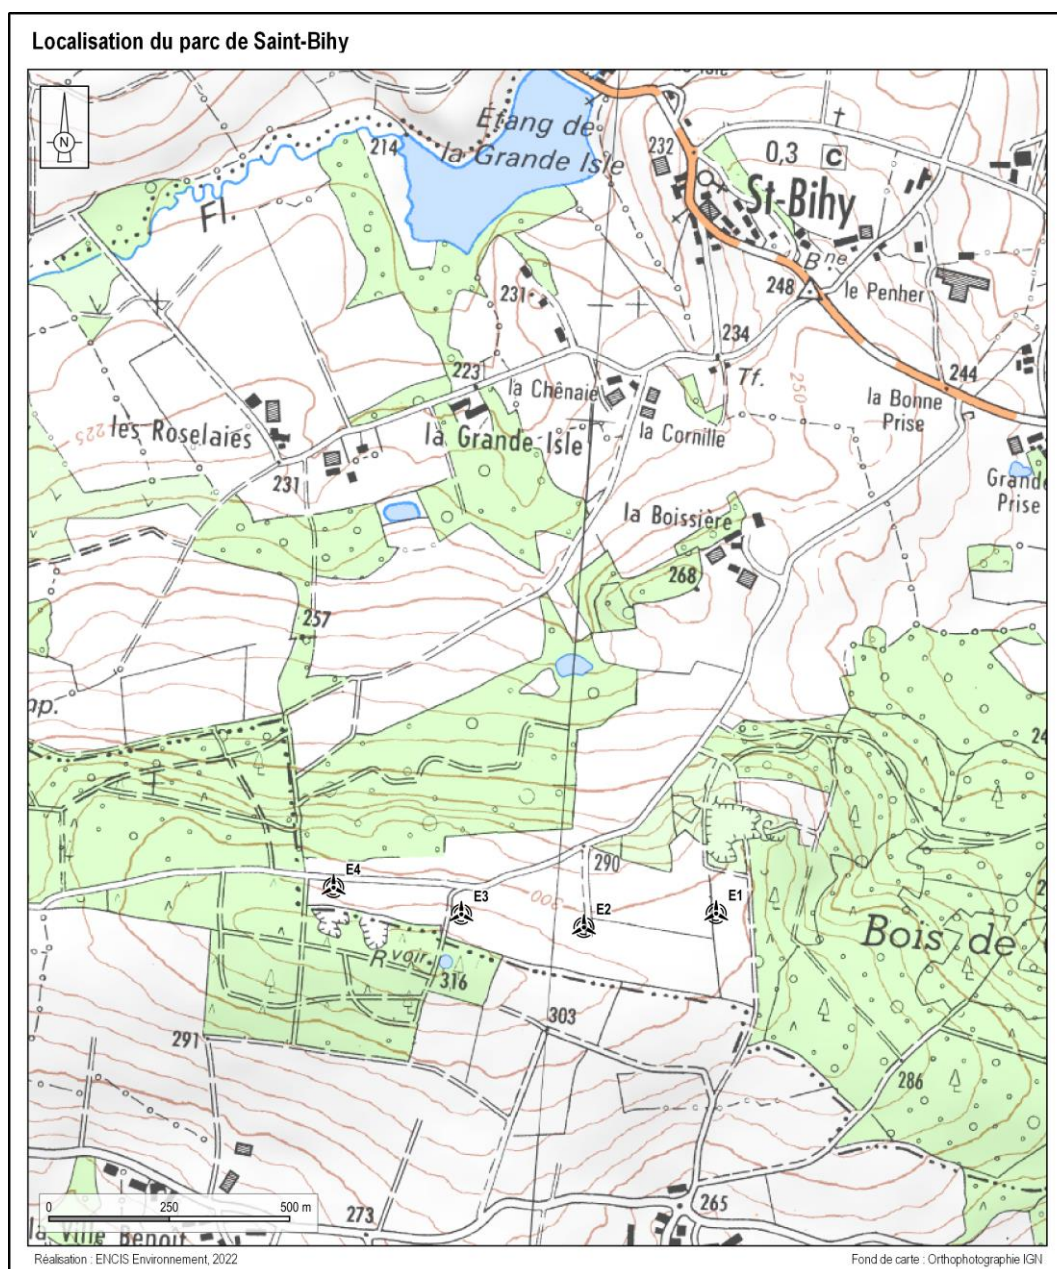 Localisation du parc de Saint-Bihy
N
Étang de
la Grande Isle
214
232
0,3
C
St-Bihy
Fl.
Bne
231
248
le Penher
234
223
Tf.
244
la Chênaie
250
la Bonne
Prise
225
les Roselaies
la Grande Isle
la Cornille
231
Grande
Prise
la Boissière
268
257
290
E4
E3
E2
E1
300
Bois de
Rvoir
316
303
291
286
265
273
0 250 500 m
la Ville Benoit
Réalisation : ENCIS Environnement, 2022
Fond de carte : Orthophotographie IGN